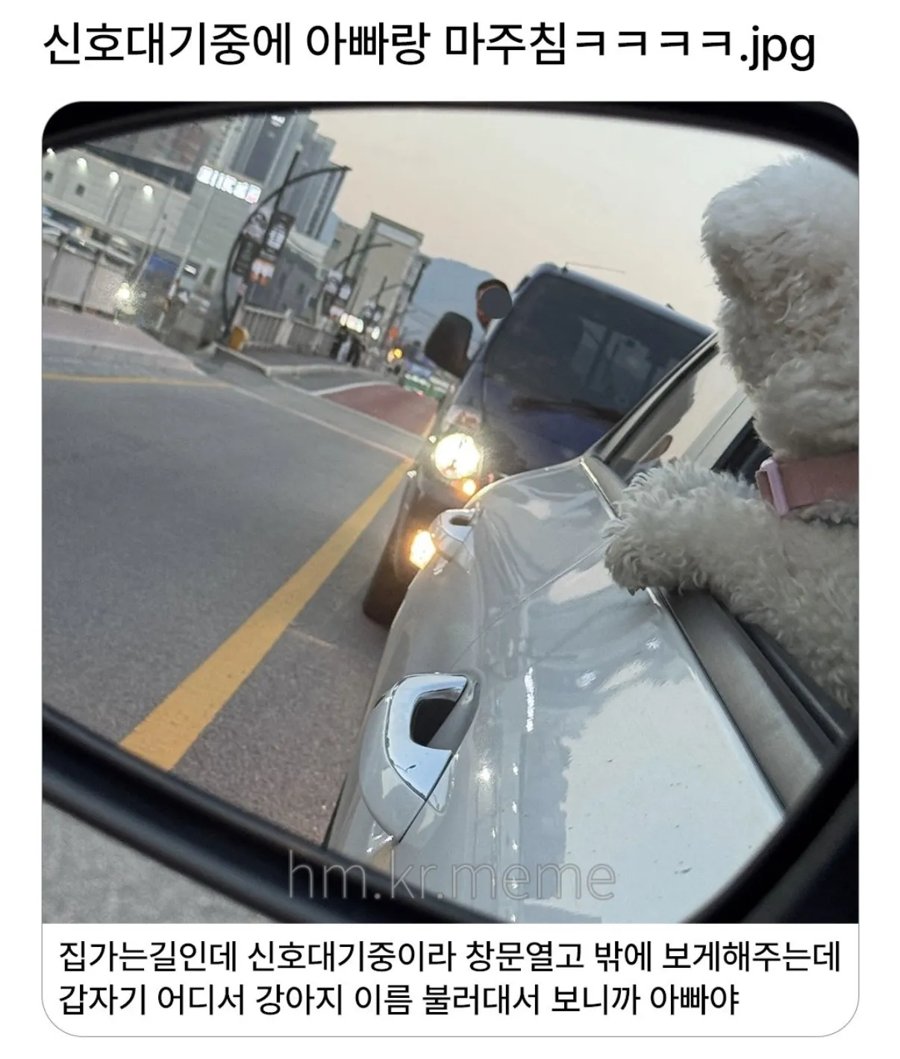 신호대기중에 아빠랑 마주침ㅋㅋㅋㅋ.jpg
hm.kr.meme
집가는길인데 신호대기중이라 창문열고 밖에 보게해주는데
갑자기 어디서 강아지 이름 불러대서 보니까 아빠야